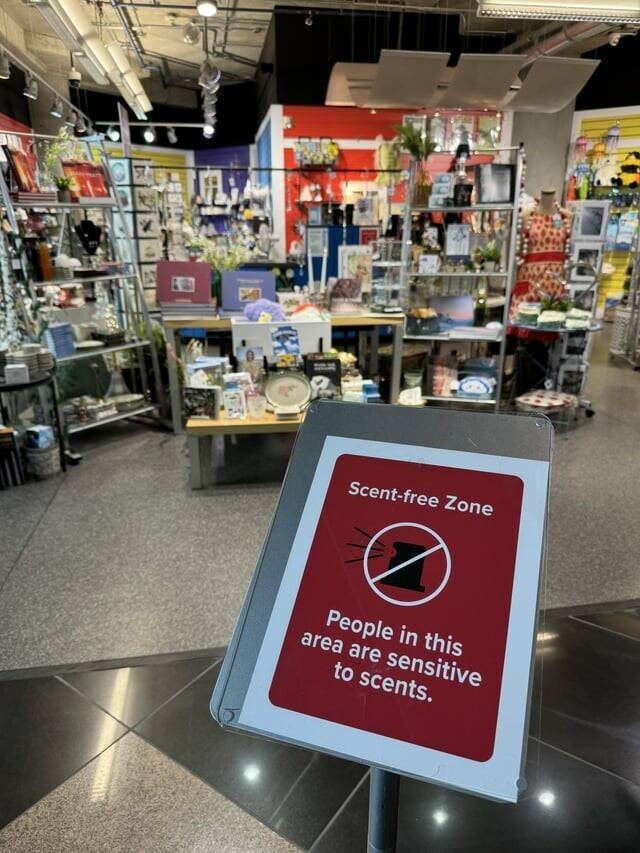 Scent-free Zone
People in this
area are sensitive
to scents.